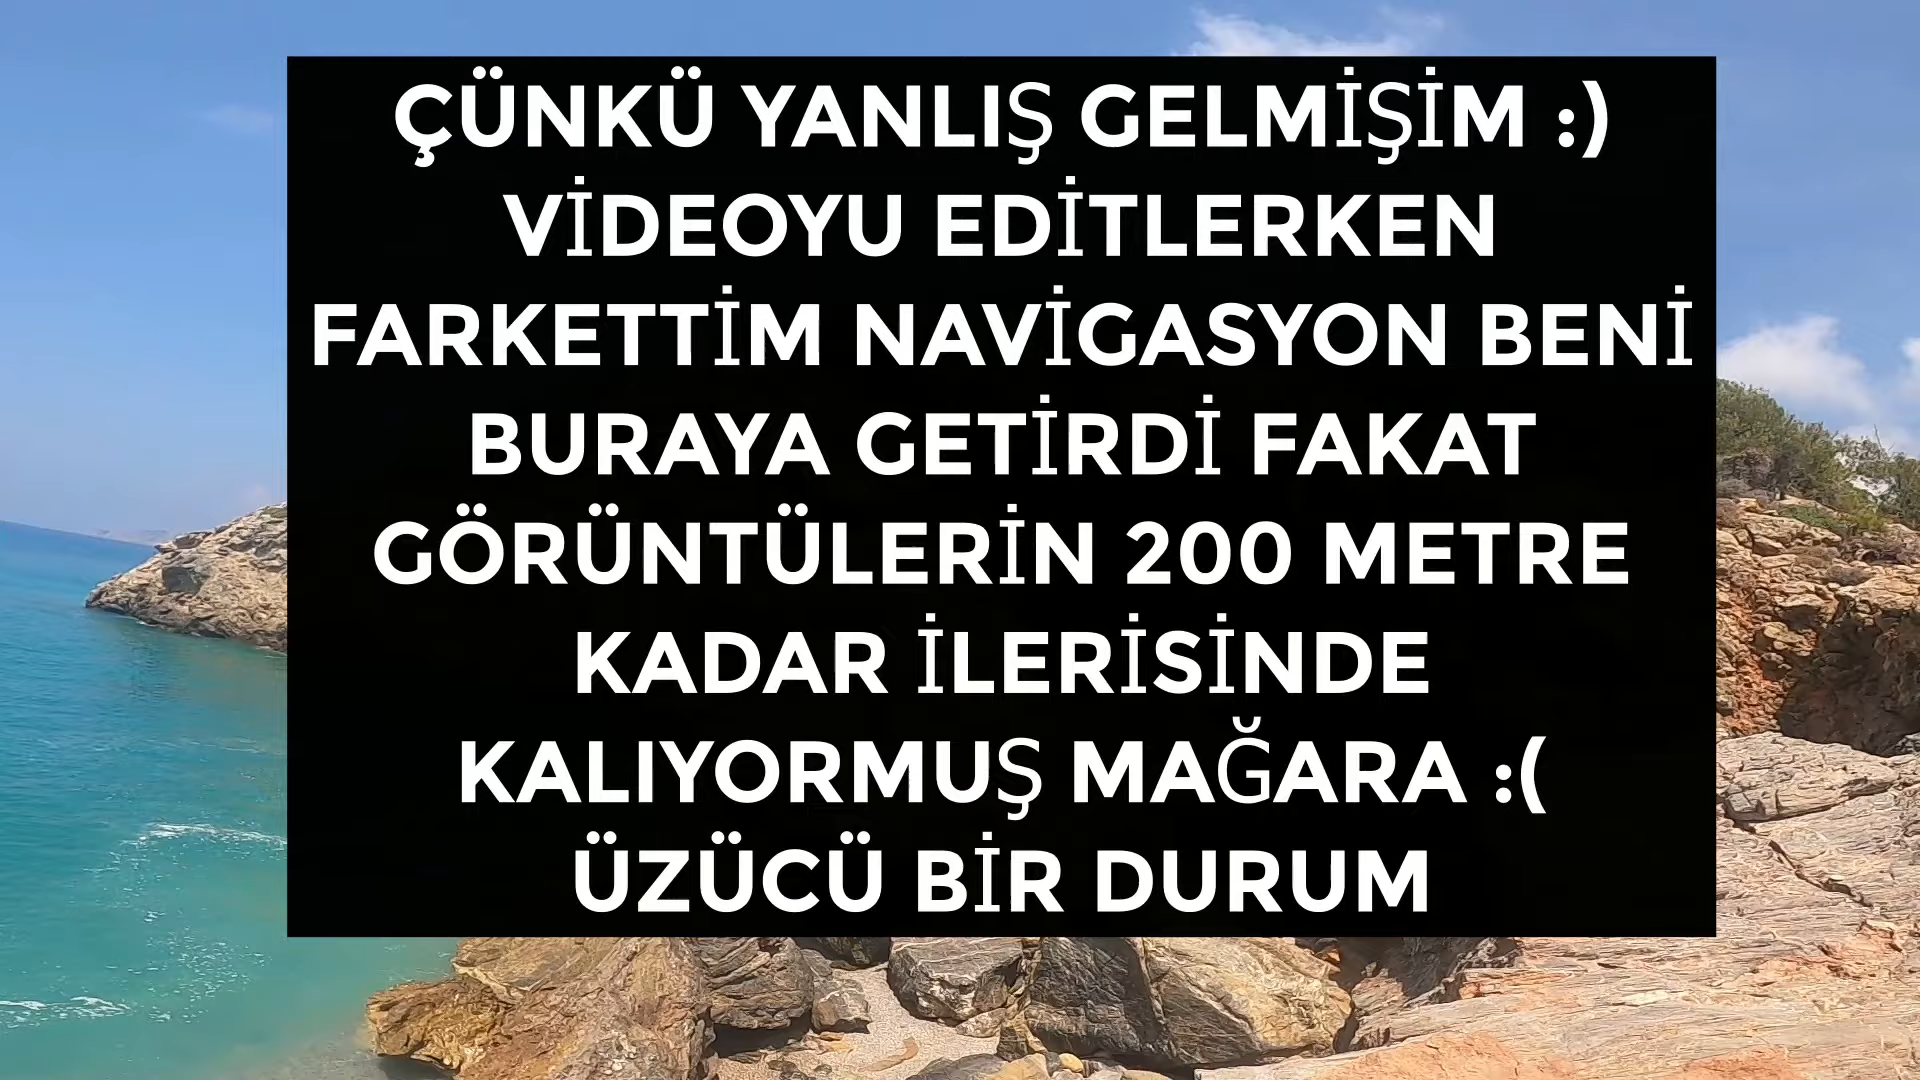 ÇÜNKÜ YANLIŞ GELMİŞİM :)
VİDEOYU EDİTLERKEN
FARKETTİM NAVİGASYON BENİ
BURAYA GETİRDİ FAKAT
GÖRÜNTÜLERİN 200 METRE
KADAR İLERİSİNDE
KALIYORMUŞ MAĞARA :(
ÜZÜCÜ BİR DURUM